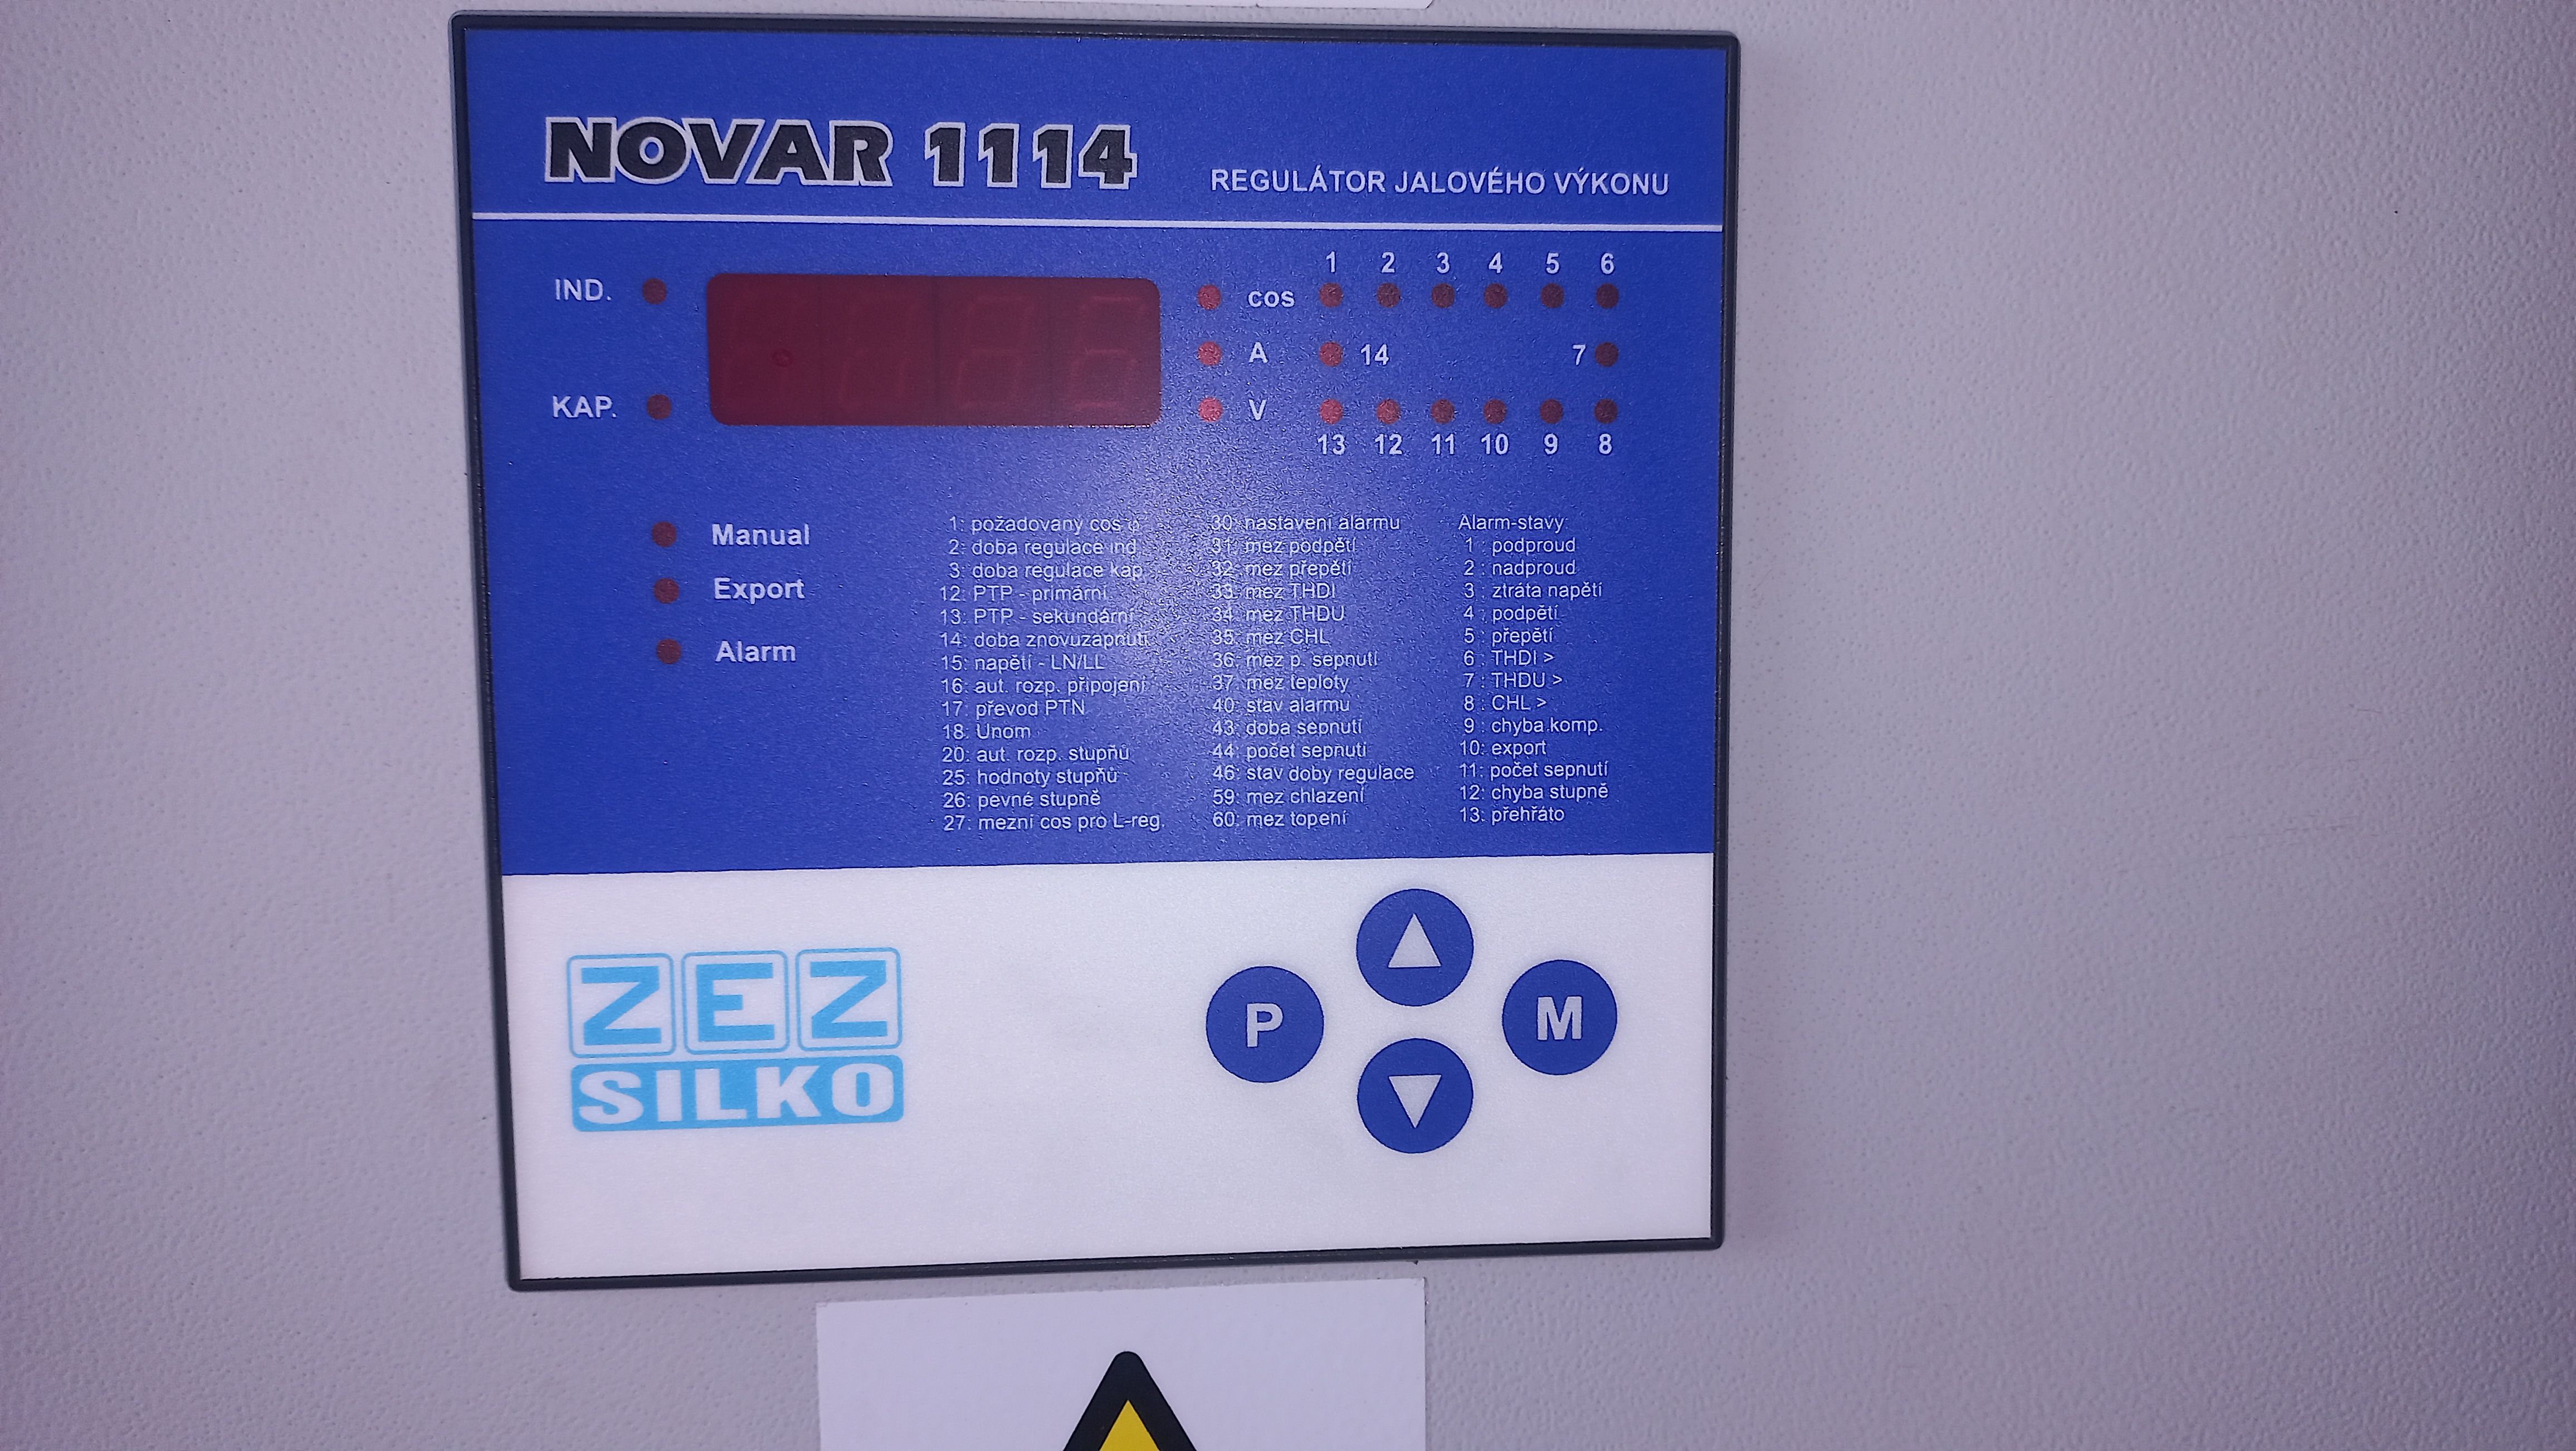 NOVAR 1114
REGULÁTOR JALOVÉHO VÝKONU
1 2 3 4 5 6
IND.
cos
A 14 7
KAP.
V
13 12 11 10 9 8
Manual
Export
Alarm
1: požadovaný cos φ
2: doba regulace ind
3: doba regulace kap
12: PTP - primární
13: PTP - sekundární
14: doba znovuzapnutí
15: napětí - LN/LL
16: aut. rozp. připojení
17: převod PTN
18: Unom
20: aut. rozp. stupňů
25: hodnoty stupňů
26: pevné stupně
27: mezní cos pro L-reg.
30: nastavení alarmu
31: mez podpětí
32: mez přepětí
33: mez THDI
34: mez THDU
35: mez CHL
36: mez p. sepnutí
37: mez teploty
40: stav alarmu
43: doba sepnutí
44: počet sepnutí
46: stav doby regulace
59: mez chlazení
60: mez topení
Alarm-stavy:
1 : podproud
2 : nadproud
3 : ztráta napětí
4 : podpětí
5 : přepětí
6 : THDI >
7 : THDU >
8 : CHL >
9 : chyba komp.
10: export
11: počet sepnutí
12: chyba stupně
13: přehřáto
ZEZ
SILKO
P M